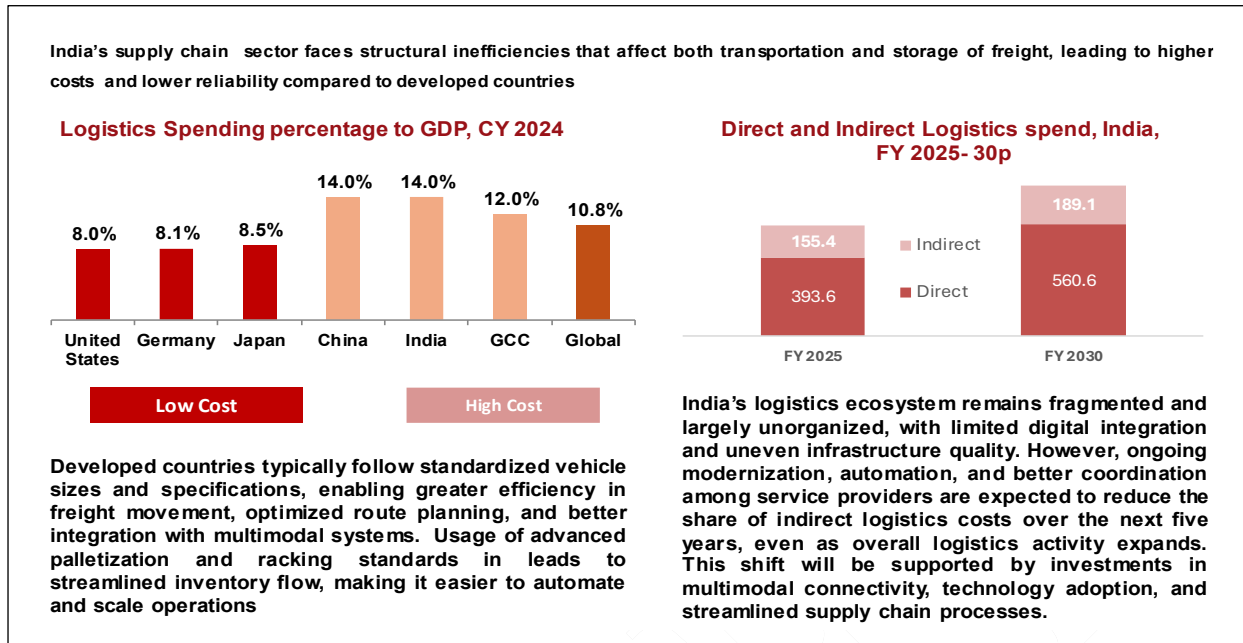 India's supply chain sector faces structural inefficiencies that affect both transportation and storage of freight, leading to higher
costs and lower reliability compared to developed countries
Logistics Spending percentage to GDP, CY 2024
8.0%
8.1%
8.5%
14.0%
14.0%
12.0%
10.8%
United
States
Germany
Japan
China
India
GCC
Global
Low Cost
High Cost
Developed countries typically follow standardized vehicle
sizes and specifications, enabling greater efficiency in
freight movement, optimized route planning, and better
integration with multimodal systems. Usage of advanced
palletization and racking standards in leads to
streamlined inventory flow, making it easier to automate
and scale operations
Direct and Indirect Logistics spend, India,
FY 2025- 30p
155.4
393.6
Indirect
Direct
189.1
560.6
FY 2025
FY 2030
India's logistics ecosystem remains fragmented and
largely unorganized, with limited digital integration
and uneven infrastructure quality. However, ongoing
modernization, automation, and better coordination
among service providers are expected to reduce the
share of indirect logistics costs over the next five
years, even as overall logistics activity expands.
This shift will be supported by investments in
multimodal connectivity, technology adoption, and
streamlined supply chain processes.